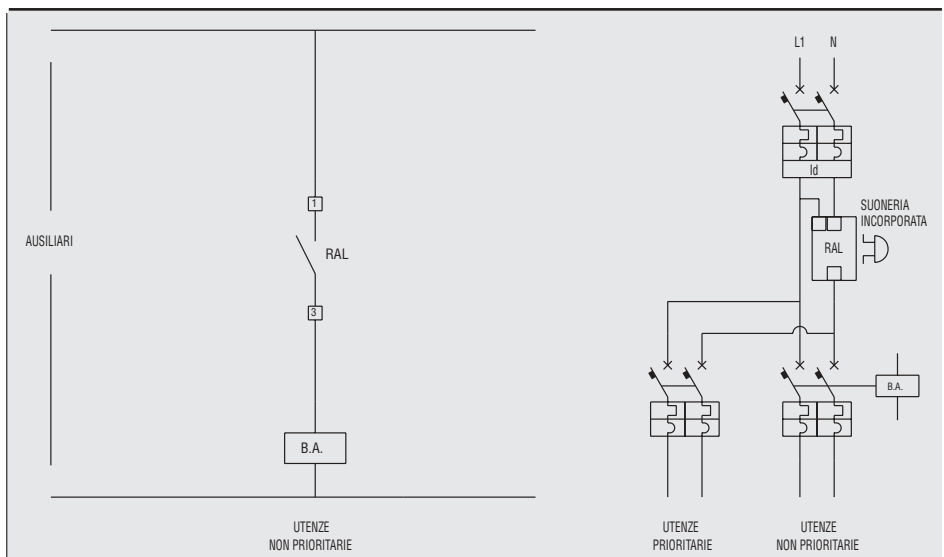 L1 N
Id
SUONERIA
INCORPORATA
1
AUSILIARI
RAL
RAL
3
B.A.
B.A.
UTENZE
NON PRIORITARIE
UTENZE
PRIORITARIE
UTENZE
NON PRIORITARIE